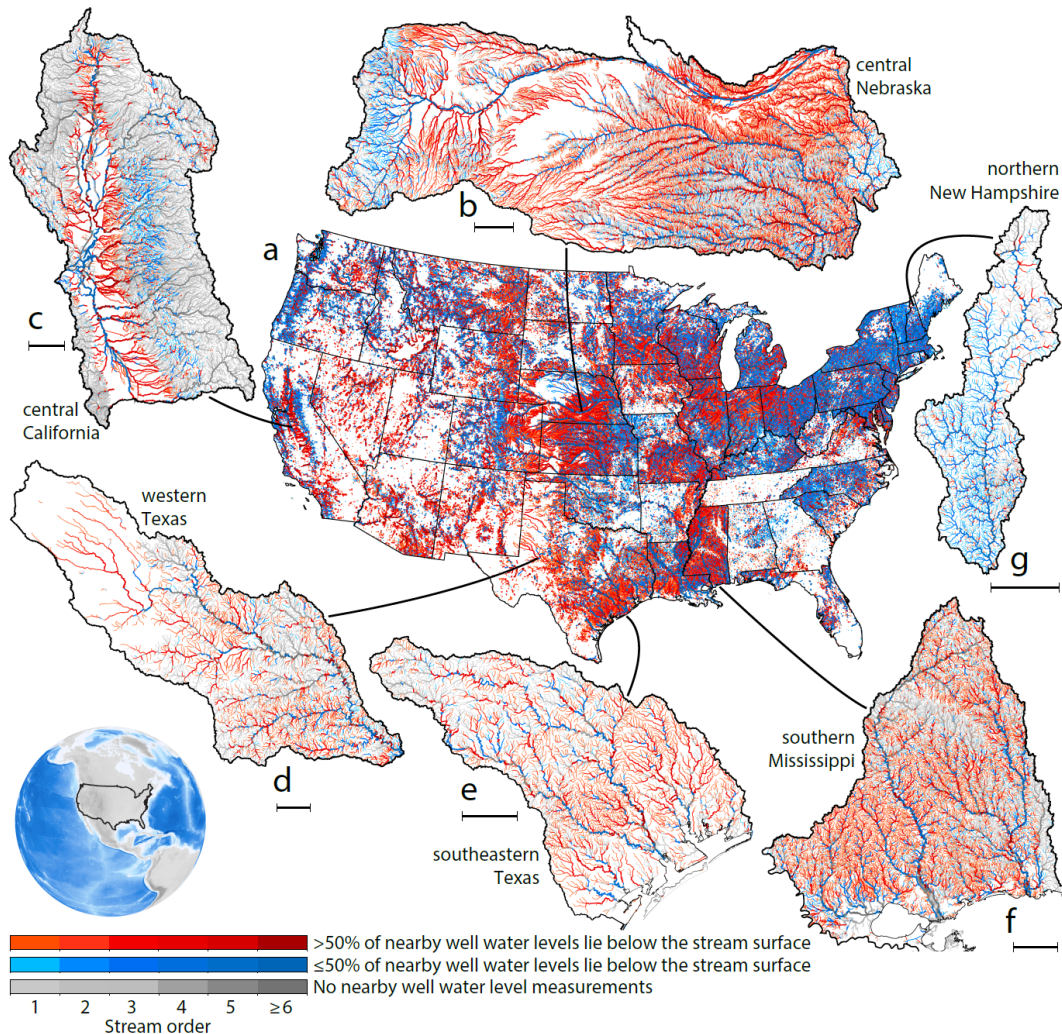 central
Nebraska
northern
New Hampshire
b
a
c
central
California
western
Texas
g
d
e
southern
Mississippi
southeastern
Texas
f
>50% of nearby well water levels lie below the stream surface
≤50% of nearby well water levels lie below the stream surface
No nearby well water level measurements
1 2 3 4 5 ≥6
Stream order